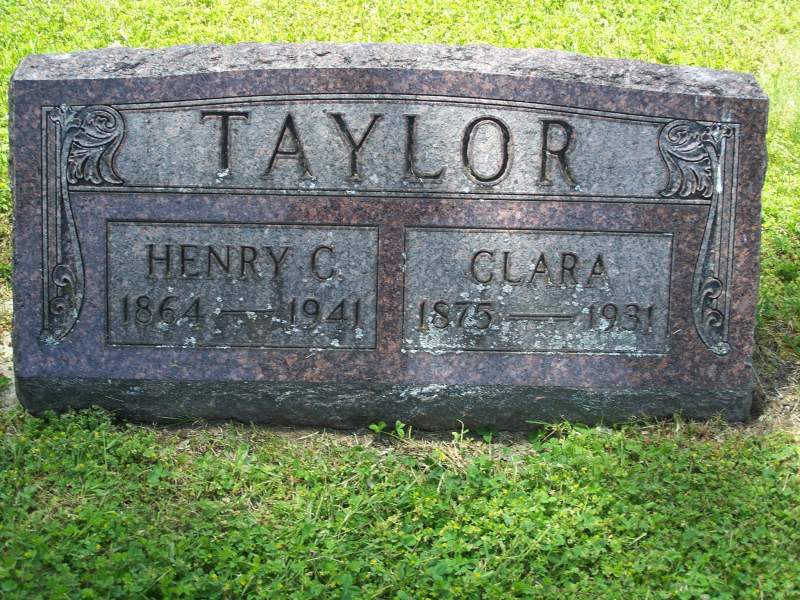 TAYLOR
HENRY C. CLARA
1864 — 1941 1875 — 1931